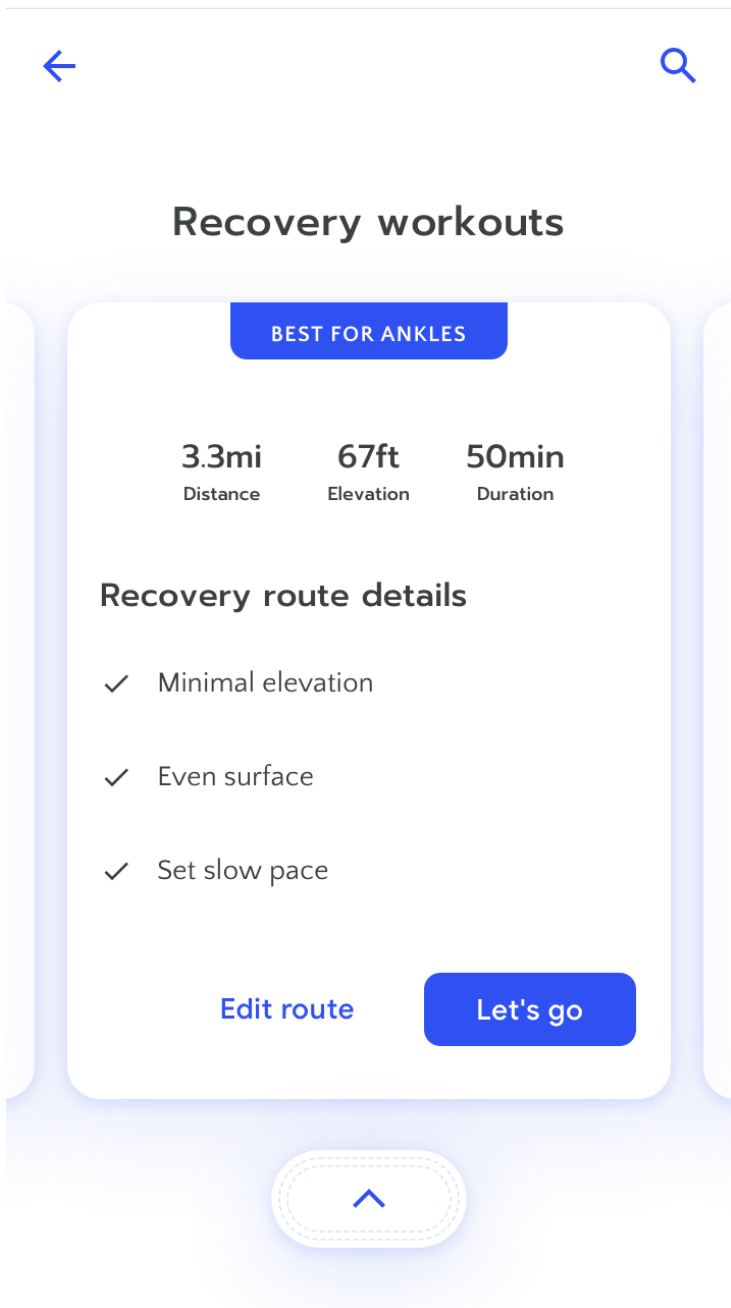 Recovery workouts
BEST FOR ANKLES
3.3mi 67ft 50min
Distance Elevation Duration
Recovery route details
Minimal elevation
Even surface
Set slow pace
Edit route Let's go